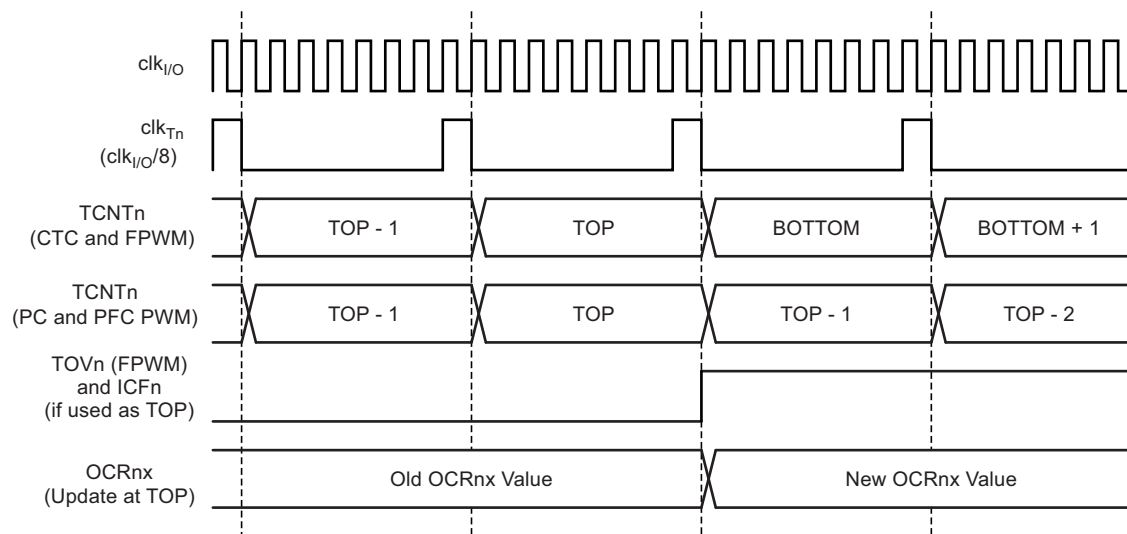 clkI/O
clkTn
(clkI/O/8)
TCNTn
(CTC and FPWM)
TOP - 1
TOP
BOTTOM
BOTTOM + 1
TCNTn
(PC and PFC PWM)
TOP - 1
TOP
TOP - 1
TOP - 2
TOVn (FPWM)
and ICFn
(if used as TOP)
OCRnx
(Update at TOP)
Old OCRnx Value
New OCRnx Value